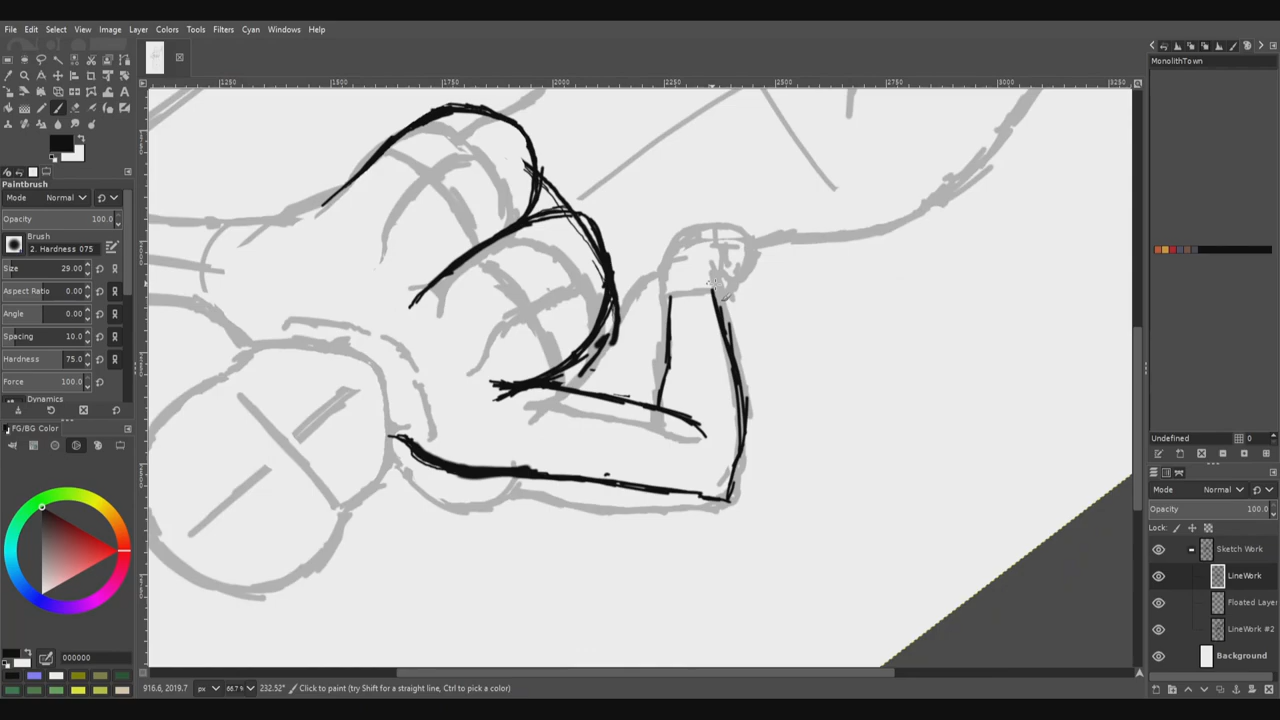 File Edit Select View Image Layer Colors Tools Filters Cyan Windows Help
1250 1500 1750 2000 2250 2500 2750 3000 3250
MonolithTown
Paintbrush
Mode Normal
Opacity 100.0
Brush
2. Hardness 075
Size 29.00
Aspect Ratio 0.00
Angle 0.00
Spacing 10.0
Hardness 75.0
Force 100.0
Dynamics
FG/BG Color
000000
916.6, 2019.7 px 66.7 % 232.52° Click to paint (try Shift for a straight line, Ctrl to pick a color)
Undefined 0
Mode Normal
Opacity 100.0
Lock:
Sketch Work
LineWork
Floated Layer
LineWork #2
Background